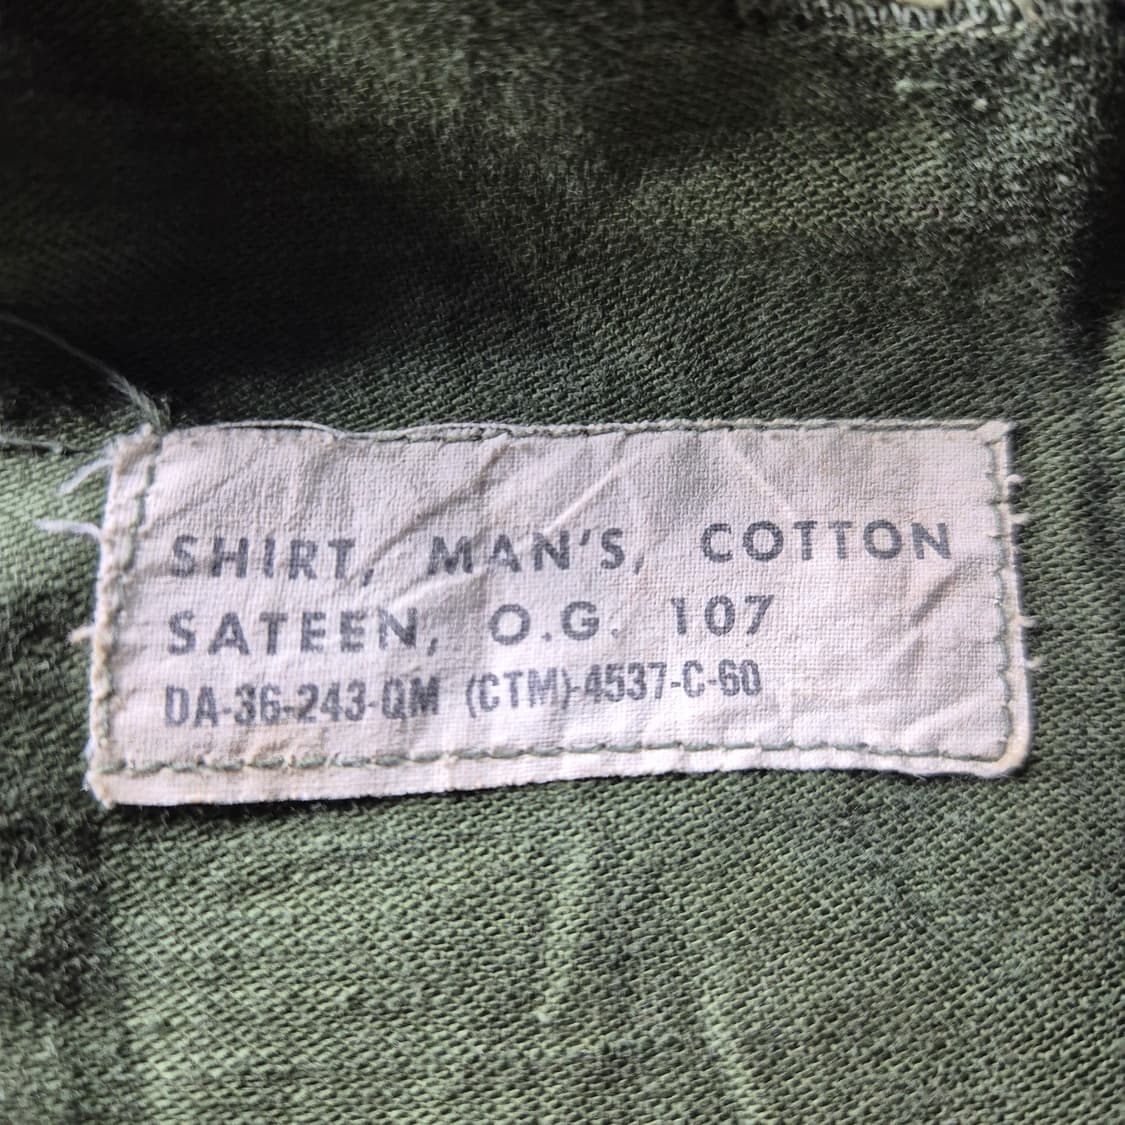 SHIRT, MAN'S, COTTON
SATEEN, O.G. 107
DA-36-243-QM (CTM)-4537-C-60